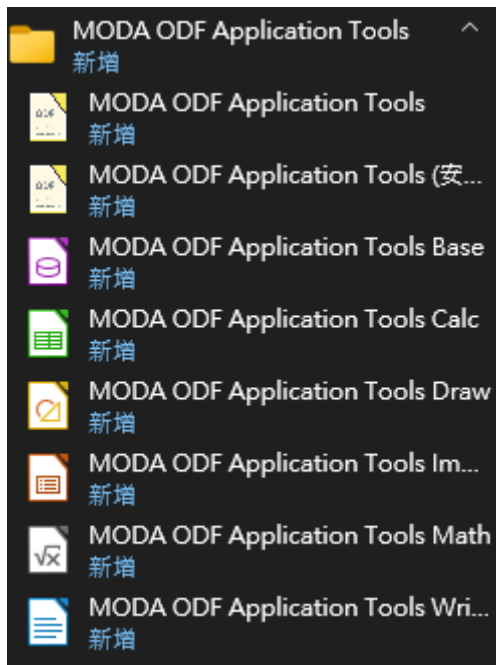 MODA ODF Application Tools
新增
MODA ODF Application Tools
新增
MODA ODF Application Tools (安...
新增
MODA ODF Application Tools Base
新增
MODA ODF Application Tools Calc
新增
MODA ODF Application Tools Draw
新增
MODA ODF Application Tools Im...
新增
MODA ODF Application Tools Math
新增
MODA ODF Application Tools Wri...
新增